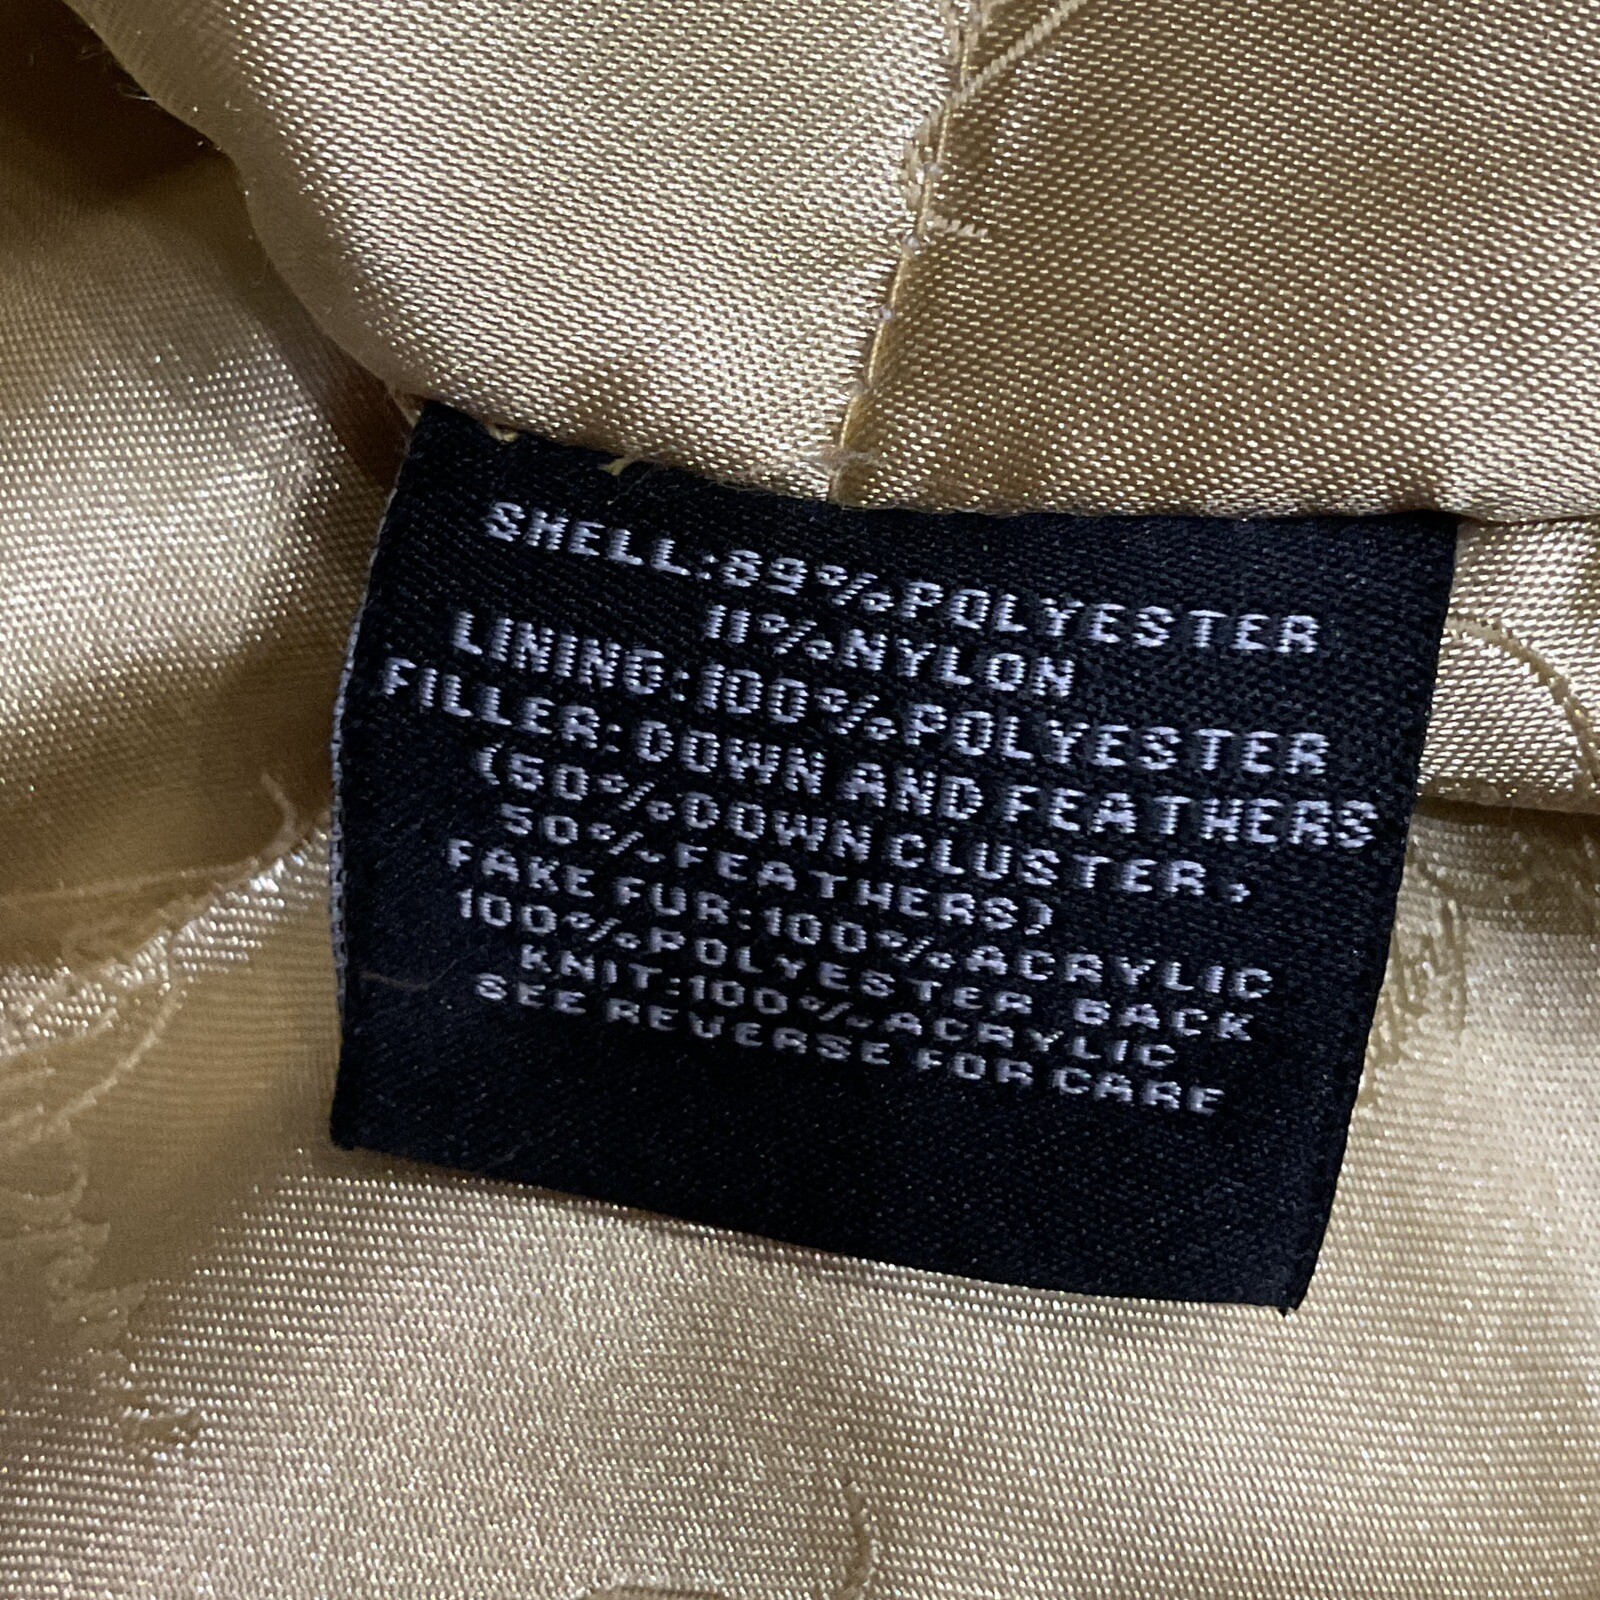 SHELL:89%POLYESTER
11%NYLON
LINING:100%POLYESTER
FILLER:DOWN AND FEATHERS
(50%DOWN CLUSTER,
50%FEATHERS)
FAKE FUR:100%ACRYLIC
100%POLYESTER BACK
KNIT:100%ACRYLIC
SEE REVERSE FOR CARE